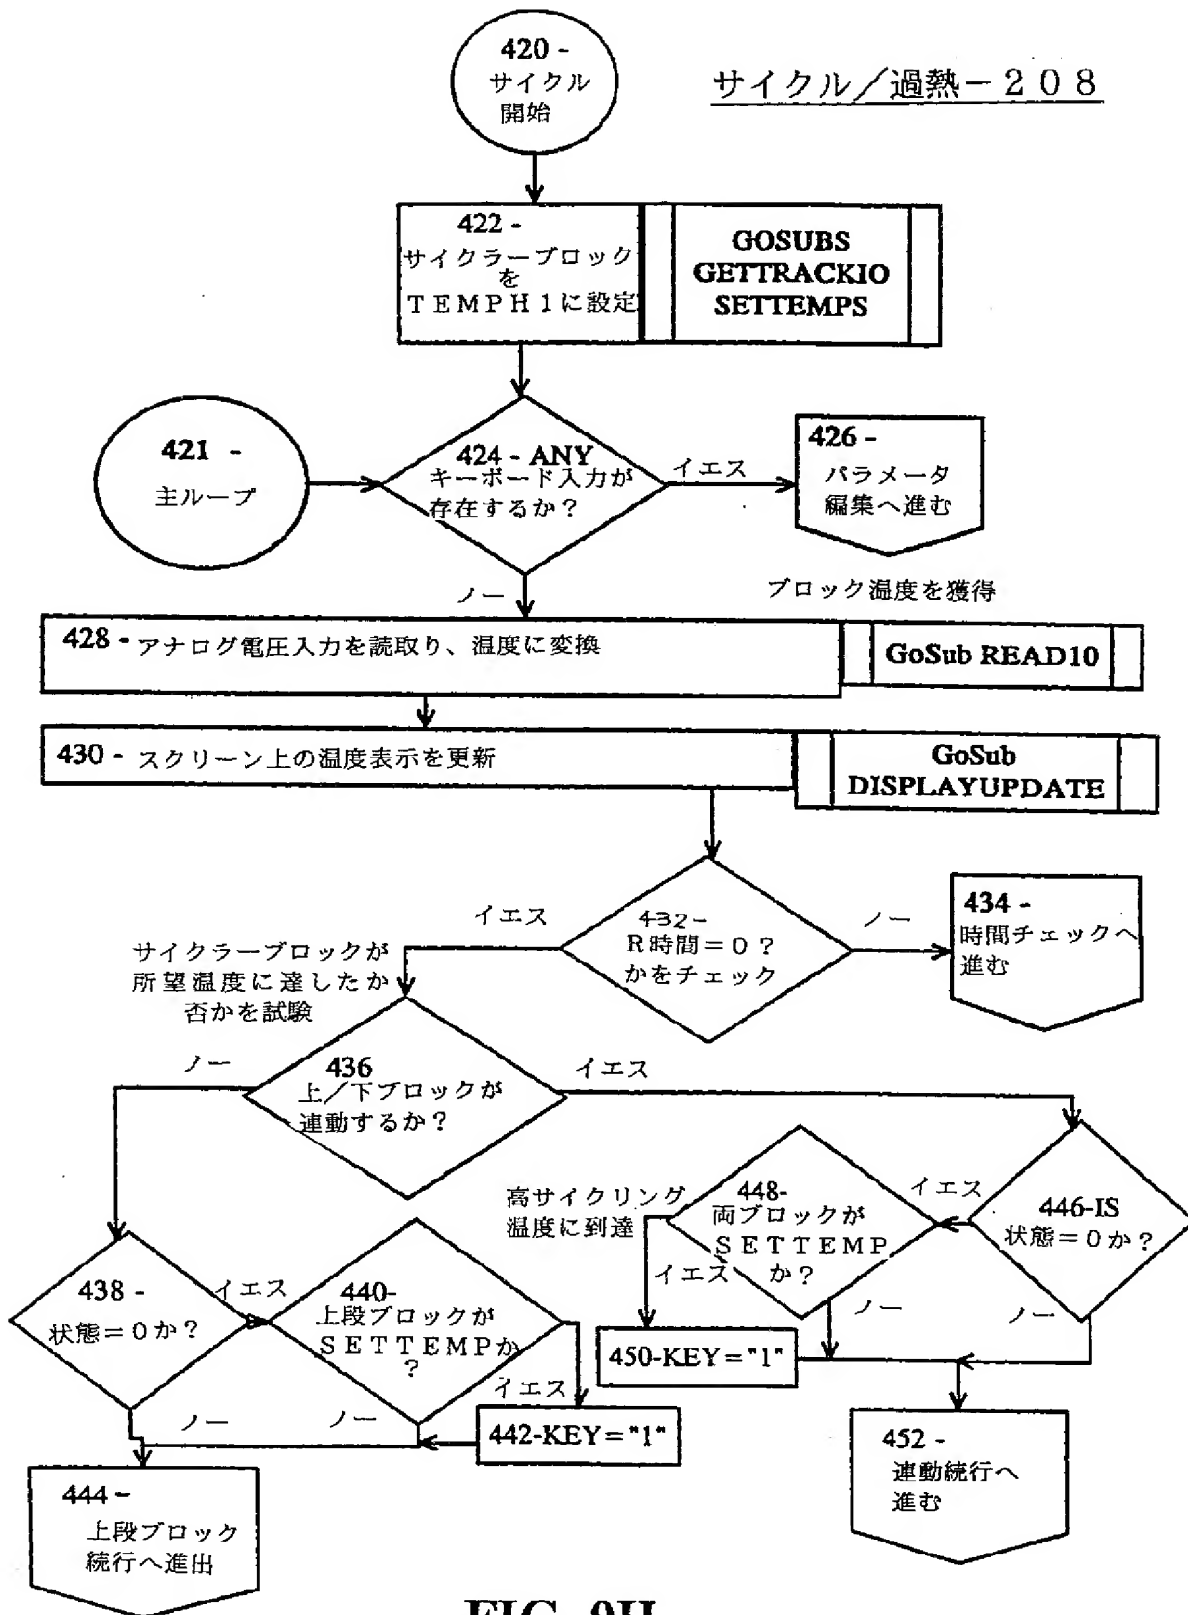 420 -
サイクル
開始
サイクル／過熱－２０８
422 -
サイクラーブロック
を
ＴＥＭＰＨ１に設定
GOSUBS
GETTRACKIO
SETTEMPS
421 -
主ループ
424 - ANY
キーボード入力が
存在するか？
イエス
426 -
パラメータ
編集へ進む
ノー
ブロック温度を獲得
428 - アナログ電圧入力を読取り、温度に変換
GoSub READ10
430 - スクリーン上の温度表示を更新
GoSub
DISPLAYUPDATE
イエス
432-
Ｒ時間＝０？
かをチェック
ノー
434 -
時間チェックへ
進む
サイクラーブロックが
所望温度に達したか
否かを試験
ノー
436
上／下ブロックが
連動するか？
イエス
高サイクリング
温度に到達
448-
両ブロックが
ＳＥＴＴＥＭＰ
か？
イエス
446-IS
状態＝０か？
イエス
ノー
ノー
438 -
状態＝０か？
イエス
440-
上段ブロックが
ＳＥＴＴＥＭＰか
？
450-KEY="1"
イエス
ノー
ノー
442-KEY="1"
444 -
上段ブロック
続行へ進出
452 -
連動続行へ
進む
FIG. 9H